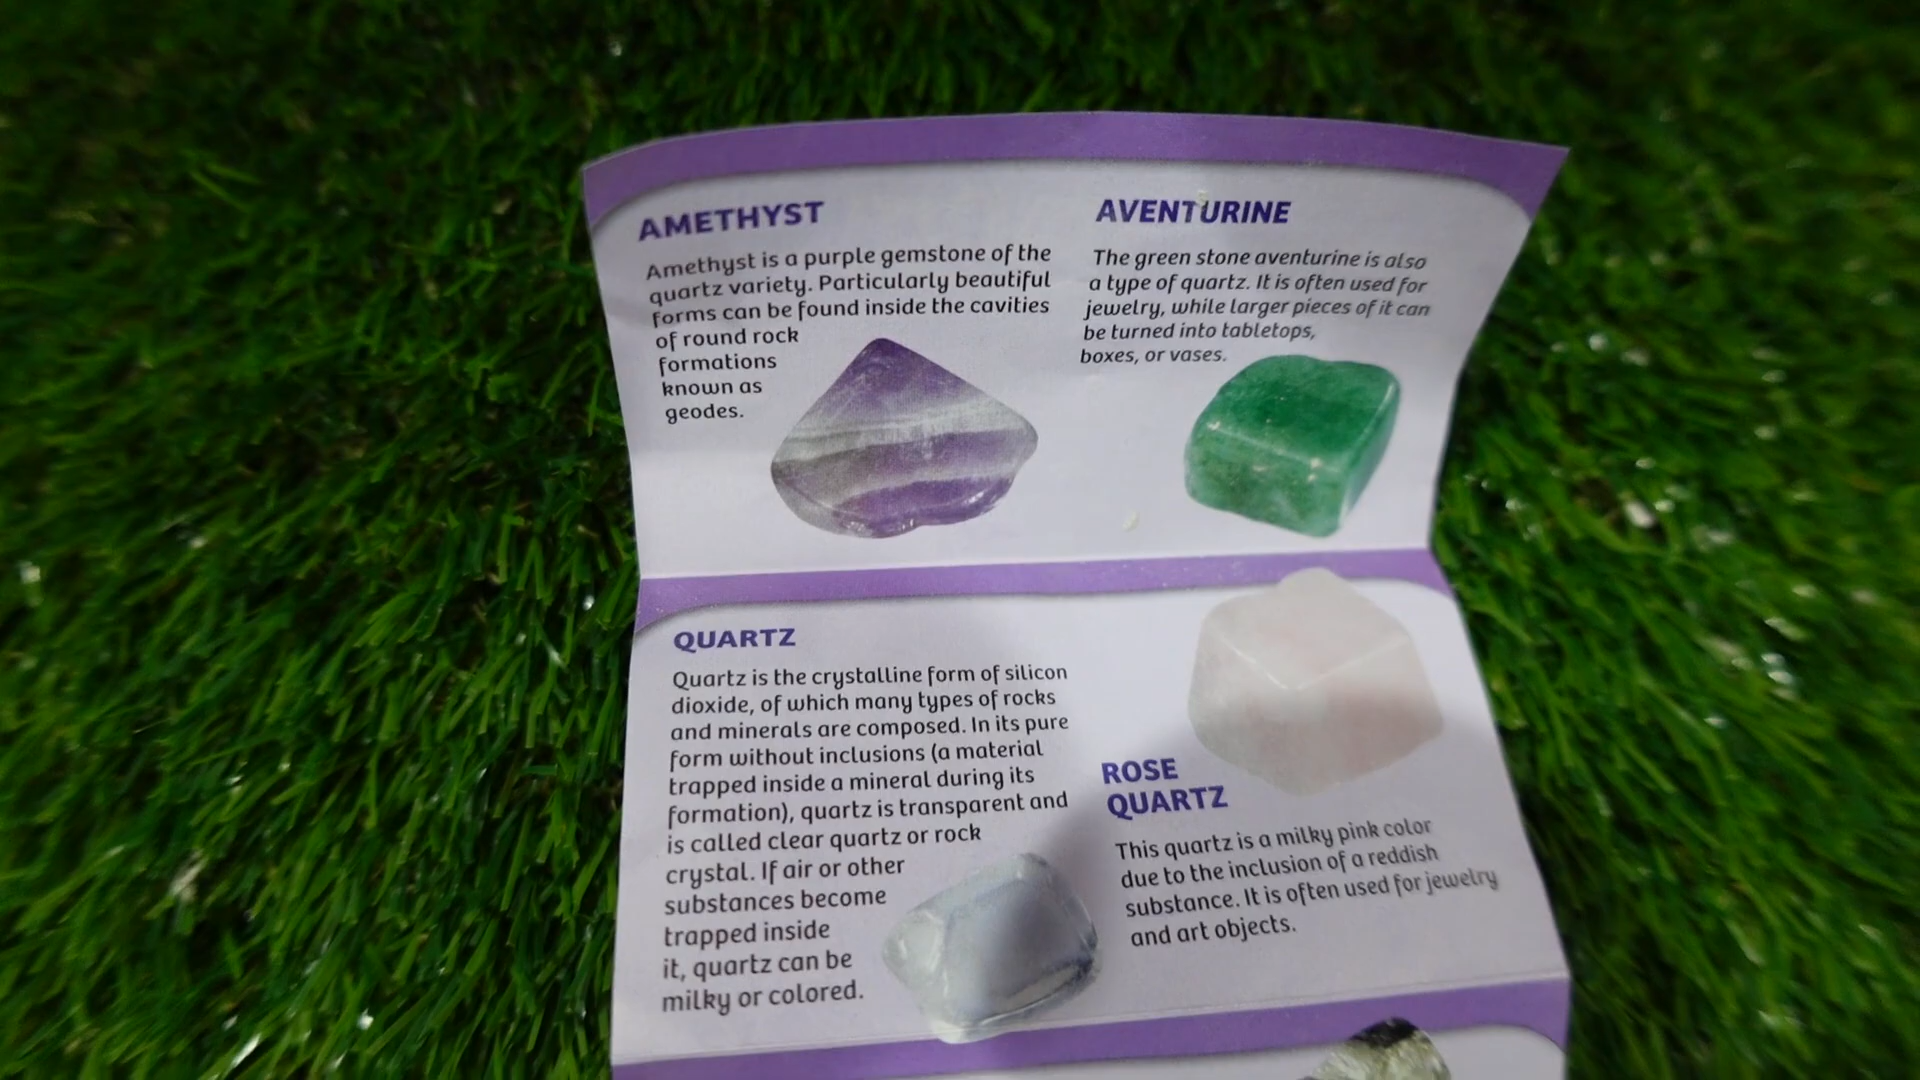 AMETHYST
Amethyst is a purple gemstone of the
quartz variety. Particularly beautiful
forms can be found inside the cavities
of round rock
formations
known as
geodes.
AVENTURINE
The green stone aventurine is also
a type of quartz. It is often used for
jewelry, while larger pieces of it can
be turned into tabletops,
boxes, or vases.
QUARTZ
Quartz is the crystalline form of silicon
dioxide, of which many types of rocks
and minerals are composed. In its pure
form without inclusions (a material
trapped inside a mineral during its
formation), quartz is transparent and
is called clear quartz or rock
crystal. If air or other
substances become
trapped inside
it, quartz can be
milky or colored.
ROSE
QUARTZ
This quartz is a milky pink color
due to the inclusion of a reddish
substance. It is often used for jewelry
and art objects.